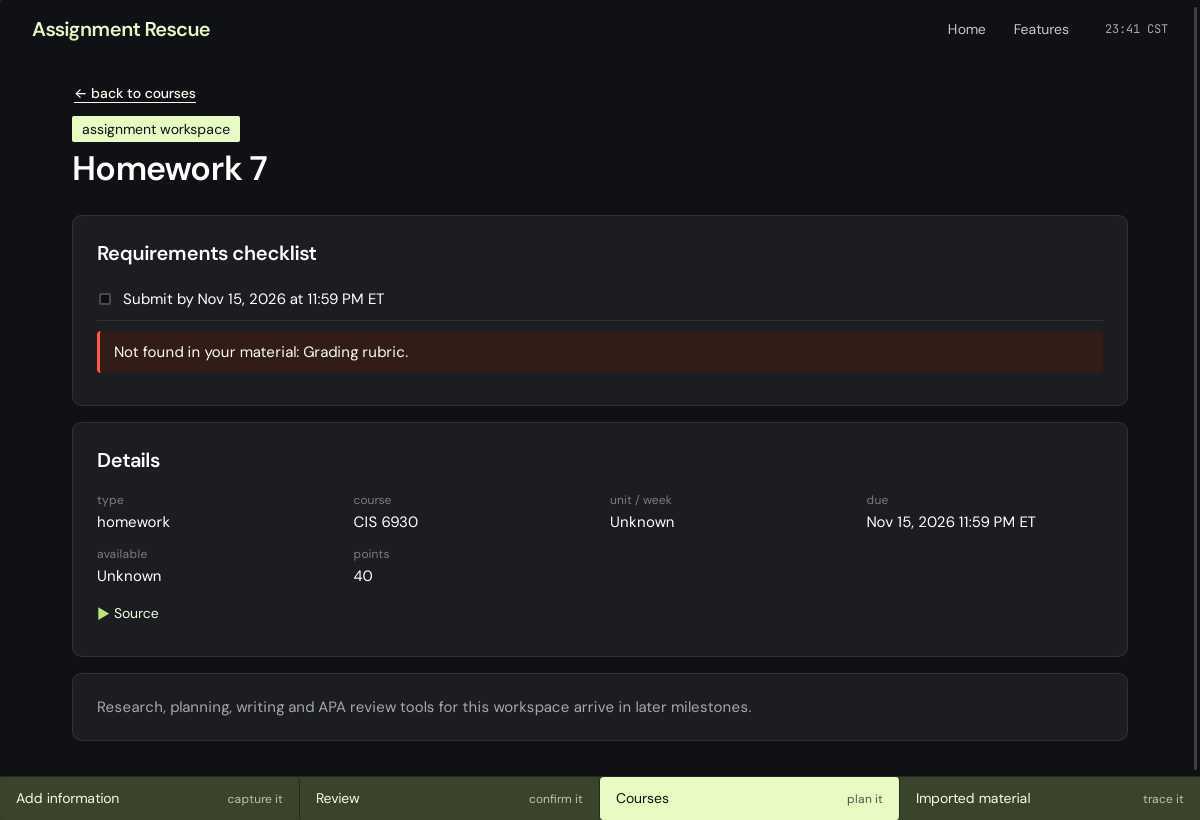 Assignment Rescue
Home Features 23:41 CST
← back to courses
assignment workspace
Homework 7
Requirements checklist
Submit by Nov 15, 2026 at 11:59 PM ET
Not found in your material: Grading rubric.
Details
type course unit / week due
homework CIS 6930 Unknown Nov 15, 2026 11:59 PM ET
available points
Unknown 40
▶ Source
Research, planning, writing and APA review tools for this workspace arrive in later milestones.
Add information capture it Review confirm it Courses plan it Imported material trace it